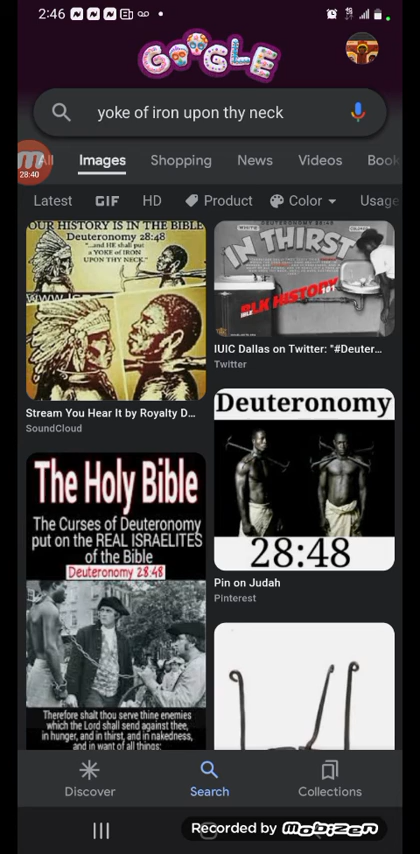 2:46
GOOGLE
yoke of iron upon thy neck
All
Images
Shopping
News
Videos
Book
28:40
Latest
GIF
HD
Product
Color
Usage
OUR HISTORY IS IN THE BIBLE
Deuteronomy 28:48
"...and HE shall put
a YOKE of IRON
UPON THY NECK."
Stream You Hear It by Royalty D...
SoundCloud
DEUTERONOMY 28:48
WHITE
COLORED
IN THIRST
BLK HISTORY
IUIC Dallas on Twitter: "#Deuter...
Twitter
Deuteronomy
28:48
Pin on Judah
Pinterest
The Holy Bible
The Curses of Deuteronomy
put on the REAL ISRAELITES
of the Bible
Deuteronomy 28:48
Therefore shalt thou serve thine enemies
which the Lord shall send against thee,
in hunger, and in thirst, and in nakedness,
and in want of all things:
Discover
Search
Collections
Recorded by mobizen